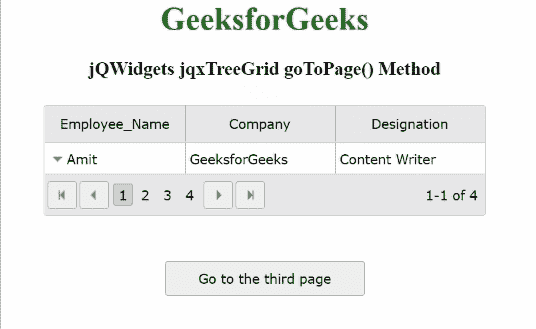 GeeksforGeeks
jQWidgets jqxTreeGrid goToPage() Method
Employee_Name Company Designation
Amit GeeksforGeeks Content Writer
1 2 3 4 1-1 of 4
Go to the third page